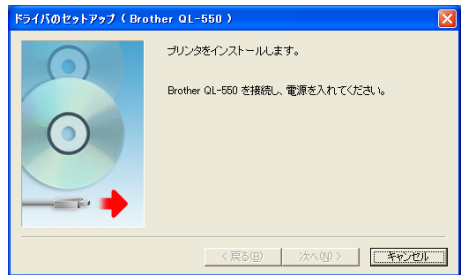 ドライバのセットアップ ( Brother QL-550 )
プリンタをインストールします。
Brother QL-550 を接続し、電源を入れてください。
< 戻る(B)
次へ(N) >
キャンセル